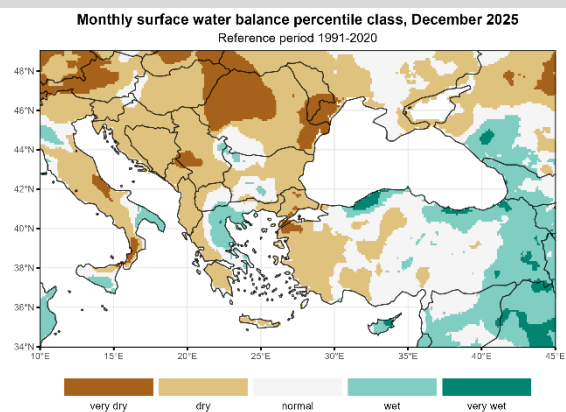 Monthly surface water balance percentile class, December 2025
Reference period 1991-2020
48°N
46°N
44°N
42°N
40°N
38°N
36°N
34°N
10°E 15°E 20°E 25°E 30°E 35°E 40°E 45°E
very dry dry normal wet very wet